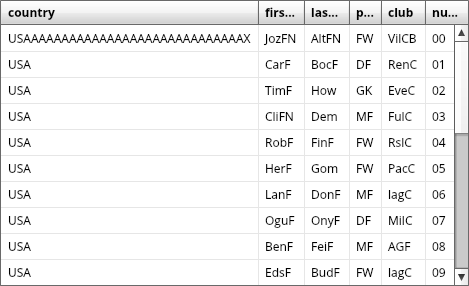 country firs... las... p... club nu...
USAAAAAAAAAAAAAAAAAAAAAAAAAAAAAX JozFN AltFN FW VilCB 00
USA CarF BocF DF RenC 01
USA TimF How GK EveC 02
USA CliFN Dem MF FulC 03
USA RobF FinF FW RslC 04
USA HerF Gom FW PacC 05
USA LanF DonF MF lagC 06
USA OguF OnyF DF MilC 07
USA BenF FeiF MF AGF 08
USA EdsF BudF FW lagC 09